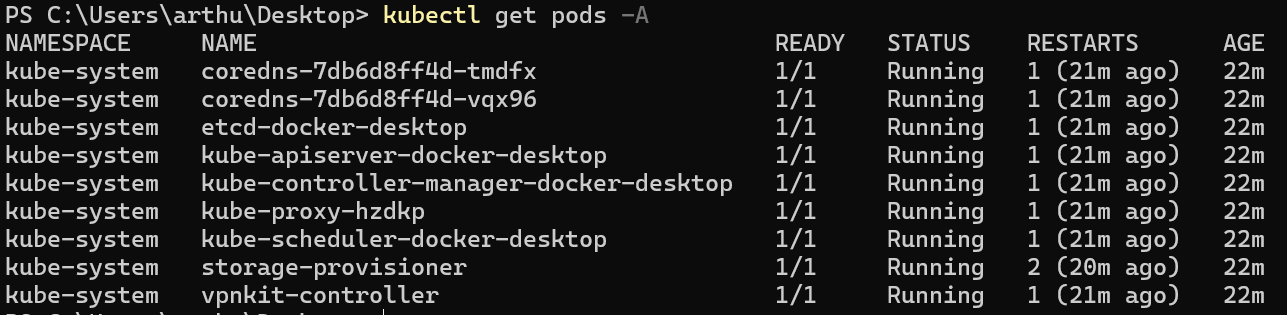 PS C:\Users\arthu\Desktop> kubectl get pods -A
NAMESPACE NAME READY STATUS RESTARTS AGE
kube-system coredns-7db6d8ff4d-tmdfx 1/1 Running 1 (21m ago) 22m
kube-system coredns-7db6d8ff4d-vqx96 1/1 Running 1 (21m ago) 22m
kube-system etcd-docker-desktop 1/1 Running 1 (21m ago) 22m
kube-system kube-apiserver-docker-desktop 1/1 Running 1 (21m ago) 22m
kube-system kube-controller-manager-docker-desktop 1/1 Running 1 (21m ago) 22m
kube-system kube-proxy-hzdkp 1/1 Running 1 (21m ago) 22m
kube-system kube-scheduler-docker-desktop 1/1 Running 1 (21m ago) 22m
kube-system storage-provisioner 1/1 Running 2 (20m ago) 22m
kube-system vpnkit-controller 1/1 Running 1 (21m ago) 22m